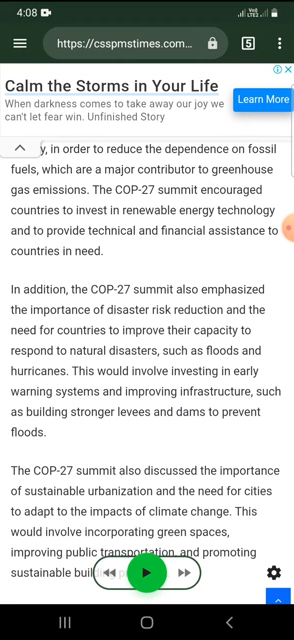 4:08
Vo)
LTE2
https://csspmstimes.com...
5
Calm the Storms in Your Life
When darkness comes to take away our joy we
can't let fear win. Unfinished Story
Learn More
y, in order to reduce the dependence on fossil
fuels, which are a major contributor to greenhouse
gas emissions. The COP-27 summit encouraged
countries to invest in renewable energy technology
and to provide technical and financial assistance to
countries in need.
In addition, the COP-27 summit also emphasized
the importance of disaster risk reduction and the
need for countries to improve their capacity to
respond to natural disasters, such as floods and
hurricanes. This would involve investing in early
warning systems and improving infrastructure, such
as building stronger levees and dams to prevent
floods.
The COP-27 summit also discussed the importance
of sustainable urbanization and the need for cities
to adapt to the impacts of climate change. This
would involve incorporating green spaces,
improving public transportation, and promoting
sustainable buil